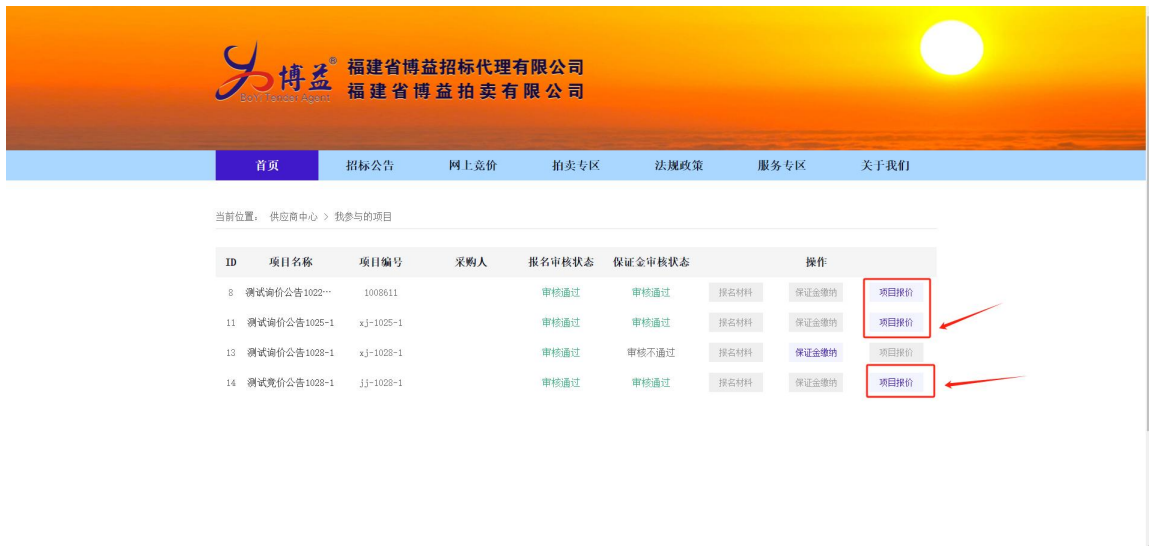 博益® 福建省博益招标代理有限公司
BoYi Tender Agent 福建省博益拍卖有限公司
首页 招标公告 网上竞价 拍卖专区 法规政策 服务专区 关于我们
当前位置： 供应商中心 > 我参与的项目
ID 项目名称 项目编号 采购人 报名审核状态 保证金审核状态 操作
8 测试询价公告1022… 1008611 审核通过 审核通过 报名材料 保证金缴纳 项目报价
11 测试询价公告1025-1 xj-1025-1 审核通过 审核通过 报名材料 保证金缴纳 项目报价
13 测试询价公告1028-1 xj-1028-1 审核通过 审核不通过 报名材料 保证金缴纳 项目报价
14 测试竞价公告1028-1 jj-1028-1 审核通过 审核通过 报名材料 保证金缴纳 项目报价